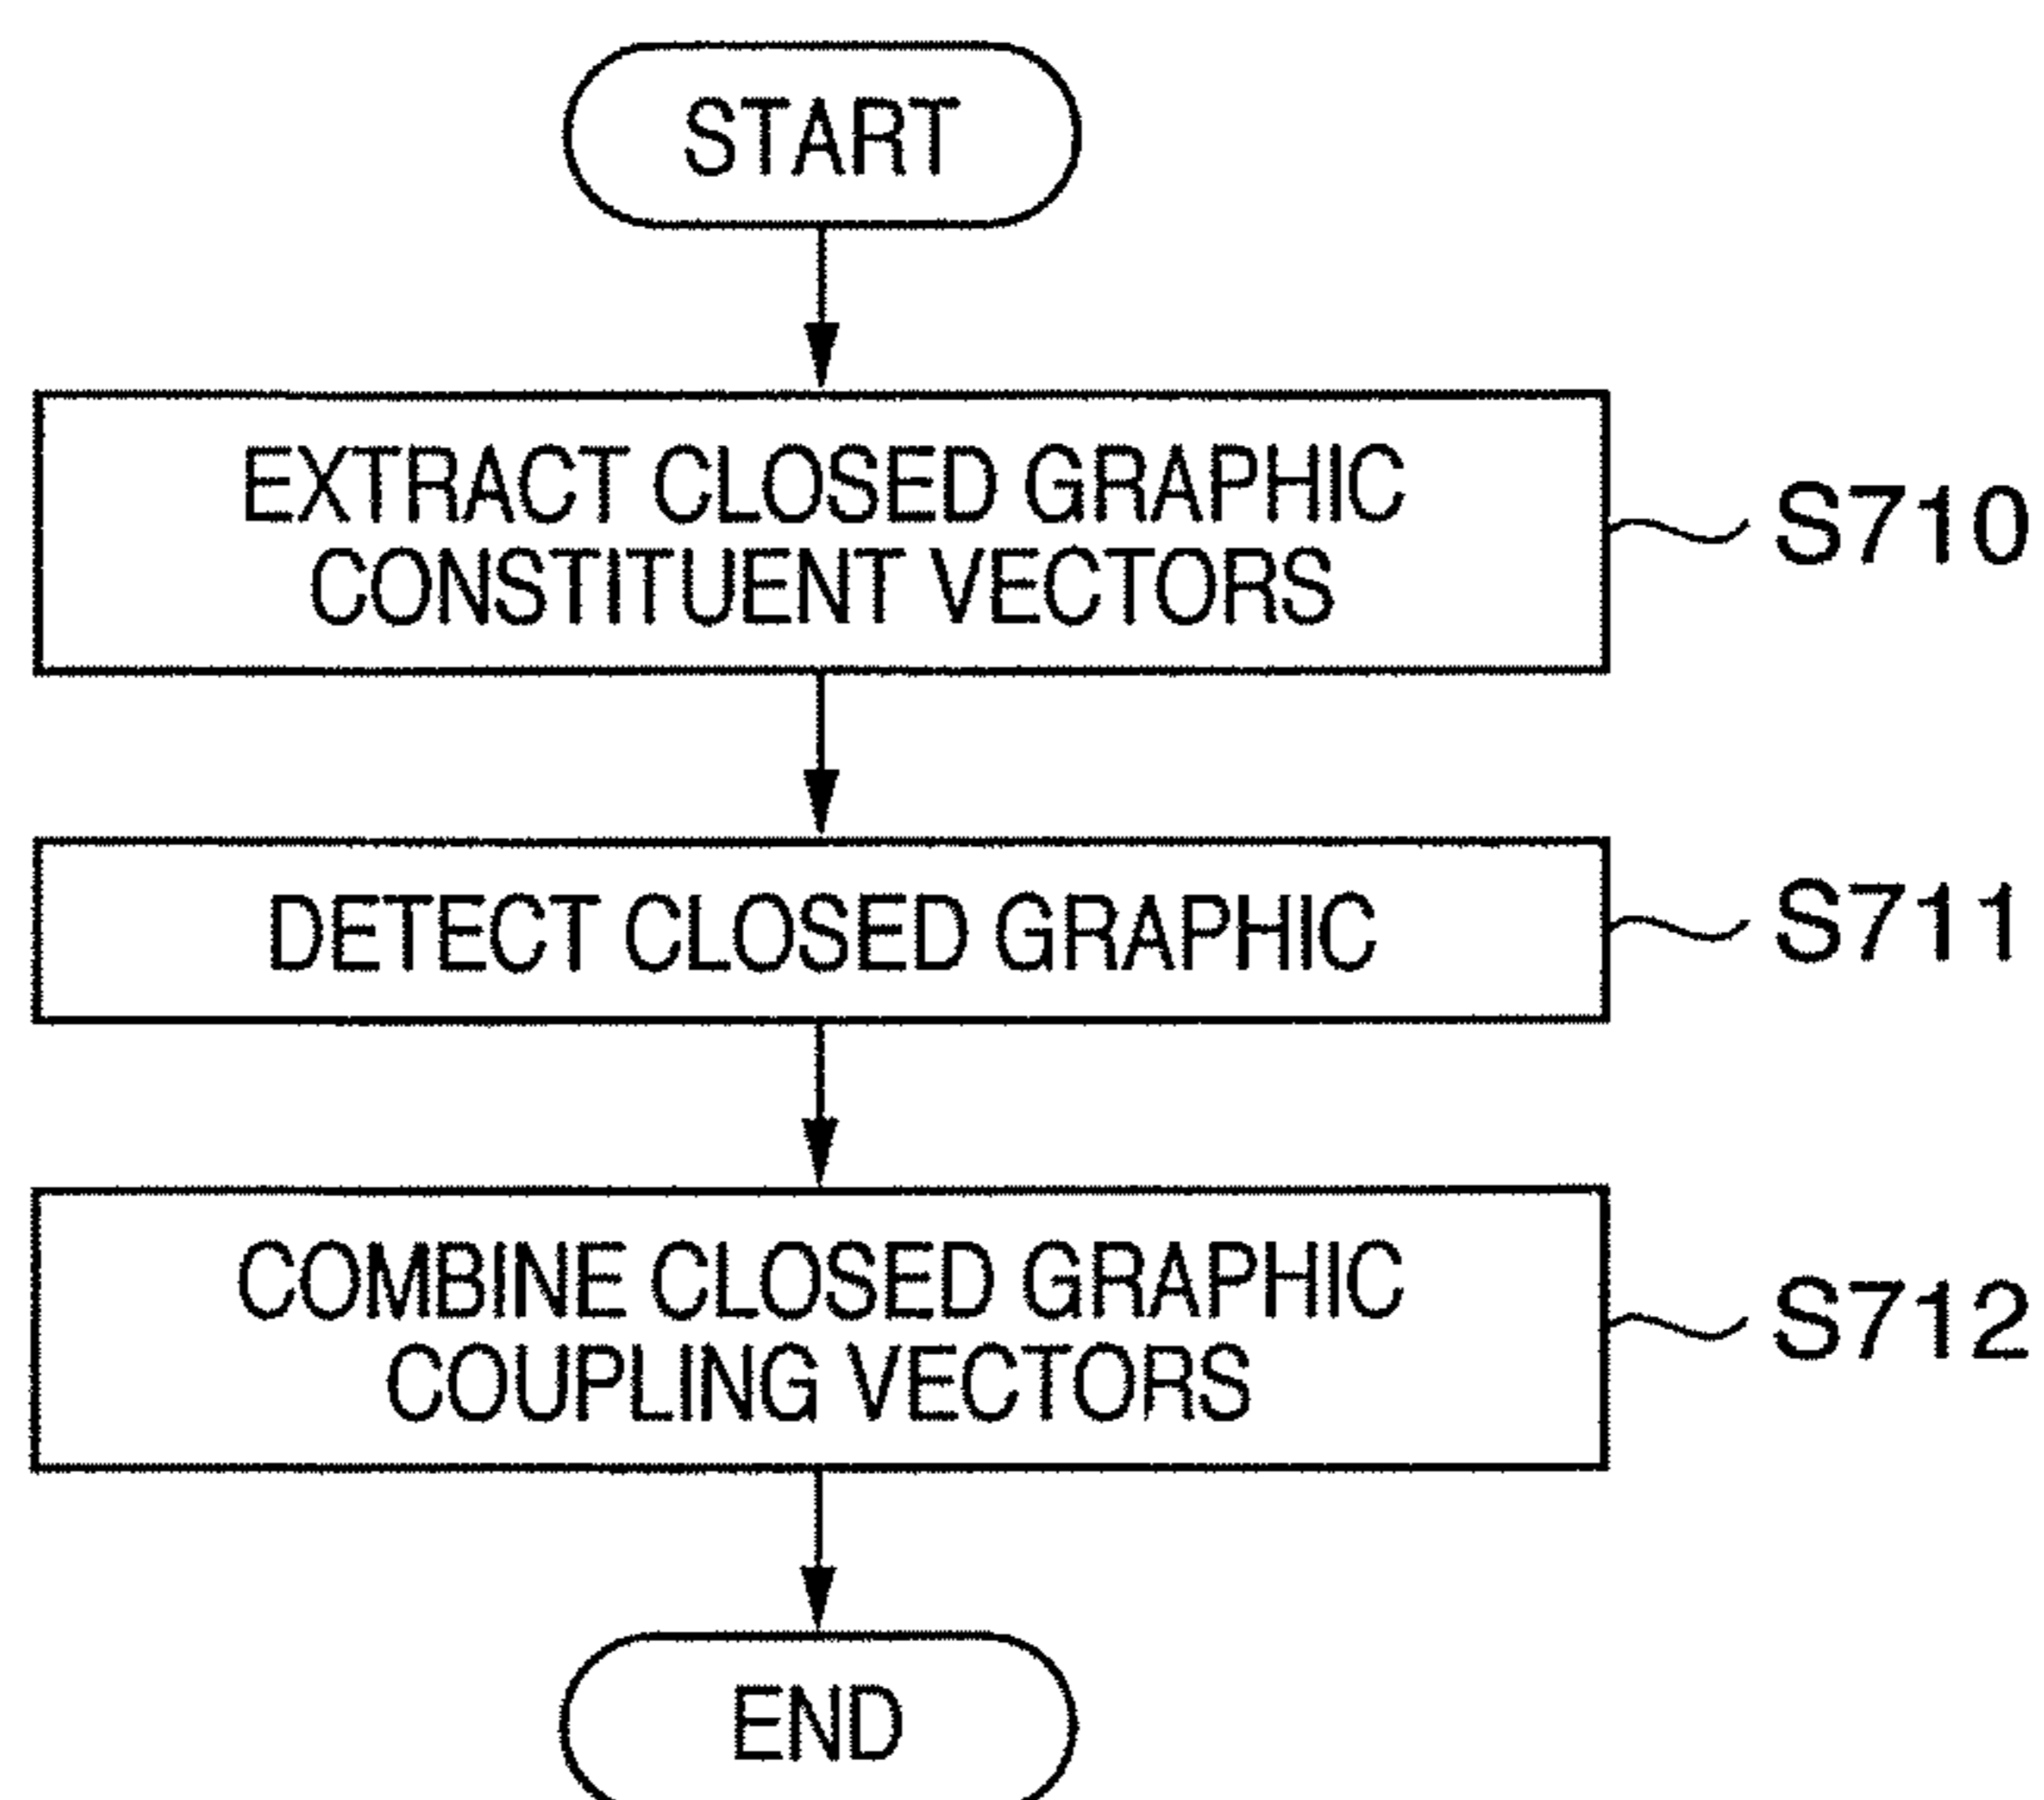 START
EXTRACT CLOSED GRAPHIC
CONSTITUENT VECTORS
S710
DETECT CLOSED GRAPHIC
S711
COMBINE CLOSED GRAPHIC
COUPLING VECTORS
S712
END